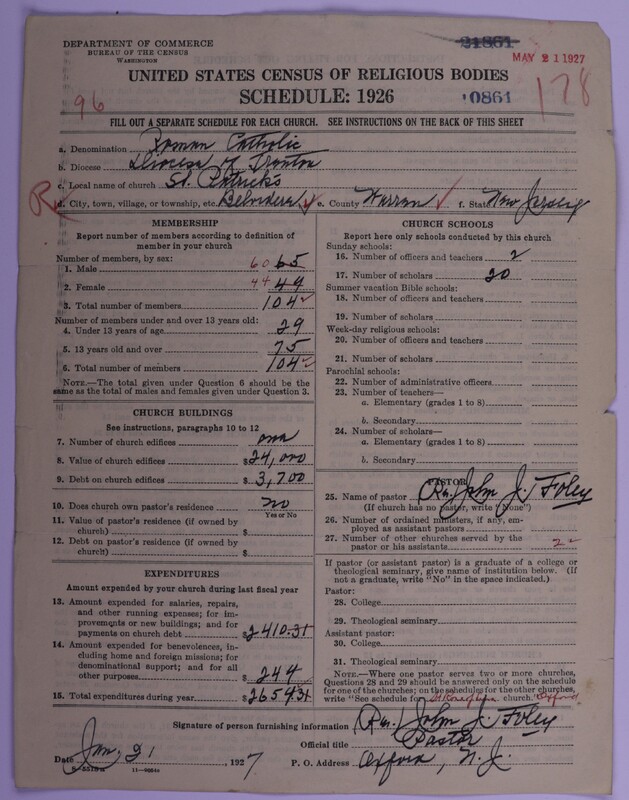 DEPARTMENT OF COMMERCE
BUREAU OF THE CENSUS
WASHINGTON
21861
MAY 21 1927
UNITED STATES CENSUS OF RELIGIOUS BODIES
SCHEDULE: 1926
10861
178
96
FILL OUT A SEPARATE SCHEDULE FOR EACH CHURCH. SEE INSTRUCTIONS ON THE BACK OF THIS SHEET
a. Denomination Roman Catholic
b. Diocese Diocese of Trenton
c. Local name of church St. Patrick's
d. City, town, village, or township, etc. Belvidere e. County Warren f. State New Jersey
MEMBERSHIP
Report number of members according to definition of
member in your church
Number of members, by sex:
1. Male 60 65
2. Female 44 44
3. Total number of members 104
Number of members under and over 13 years old:
4. Under 13 years of age 29
5. 13 years old and over 75
6. Total number of members 104
NOTE.—The total given under Question 6 should be the
same as the total of males and females given under Question 3.
CHURCH BUILDINGS
See instructions, paragraphs 10 to 12
7. Number of church edifices one
8. Value of church edifices $24,000
9. Debt on church edifices $3,700
10. Does church own pastor's residence no
Yes or No
11. Value of pastor's residence (if owned by
church) $
12. Debt on pastor's residence (if owned by
church) $
EXPENDITURES
Amount expended by your church during last fiscal year
13. Amount expended for salaries, repairs,
and other running expenses; for im-
provements or new buildings; and for
payments on church debt $2410.31
14. Amount expended for benevolences, in-
cluding home and foreign missions; for
denominational support; and for all
other purposes $244
15. Total expenditures during year $2654.31
CHURCH SCHOOLS
Report here only schools conducted by this church
Sunday schools:
16. Number of officers and teachers 2
17. Number of scholars 20
Summer vacation Bible schools:
18. Number of officers and teachers
19. Number of scholars
Week-day religious schools:
20. Number of officers and teachers
21. Number of scholars
Parochial schools:
22. Number of administrative officers
23. Number of teachers—
a. Elementary (grades 1 to 8)
b. Secondary
24. Number of scholars—
a. Elementary (grades 1 to 8)
b. Secondary
PASTOR
25. Name of pastor Rev. John J. Foley
(If church has no pastor, write "None")
26. Number of ordained ministers, if any, em-
ployed as assistant pastors
27. Number of other churches served by the
pastor or his assistants 2
If pastor (or assistant pastor) is a graduate of a college or
theological seminary, give name of institution below. (If
not a graduate, write "No" in the space indicated.)
Pastor:
28. College
29. Theological seminary
Assistant pastor:
30. College
31. Theological seminary
NOTE.—Where one pastor serves two or more churches,
Questions 28 and 29 should be answered only on the schedule
for one of the churches; on the schedules for the other churches,
write "See schedule for church." Oxford
Signature of person furnishing information Rev. John J. Foley
Official title Pastor
Date Jan. 21, 1927 P. O. Address Oxford, N. J.